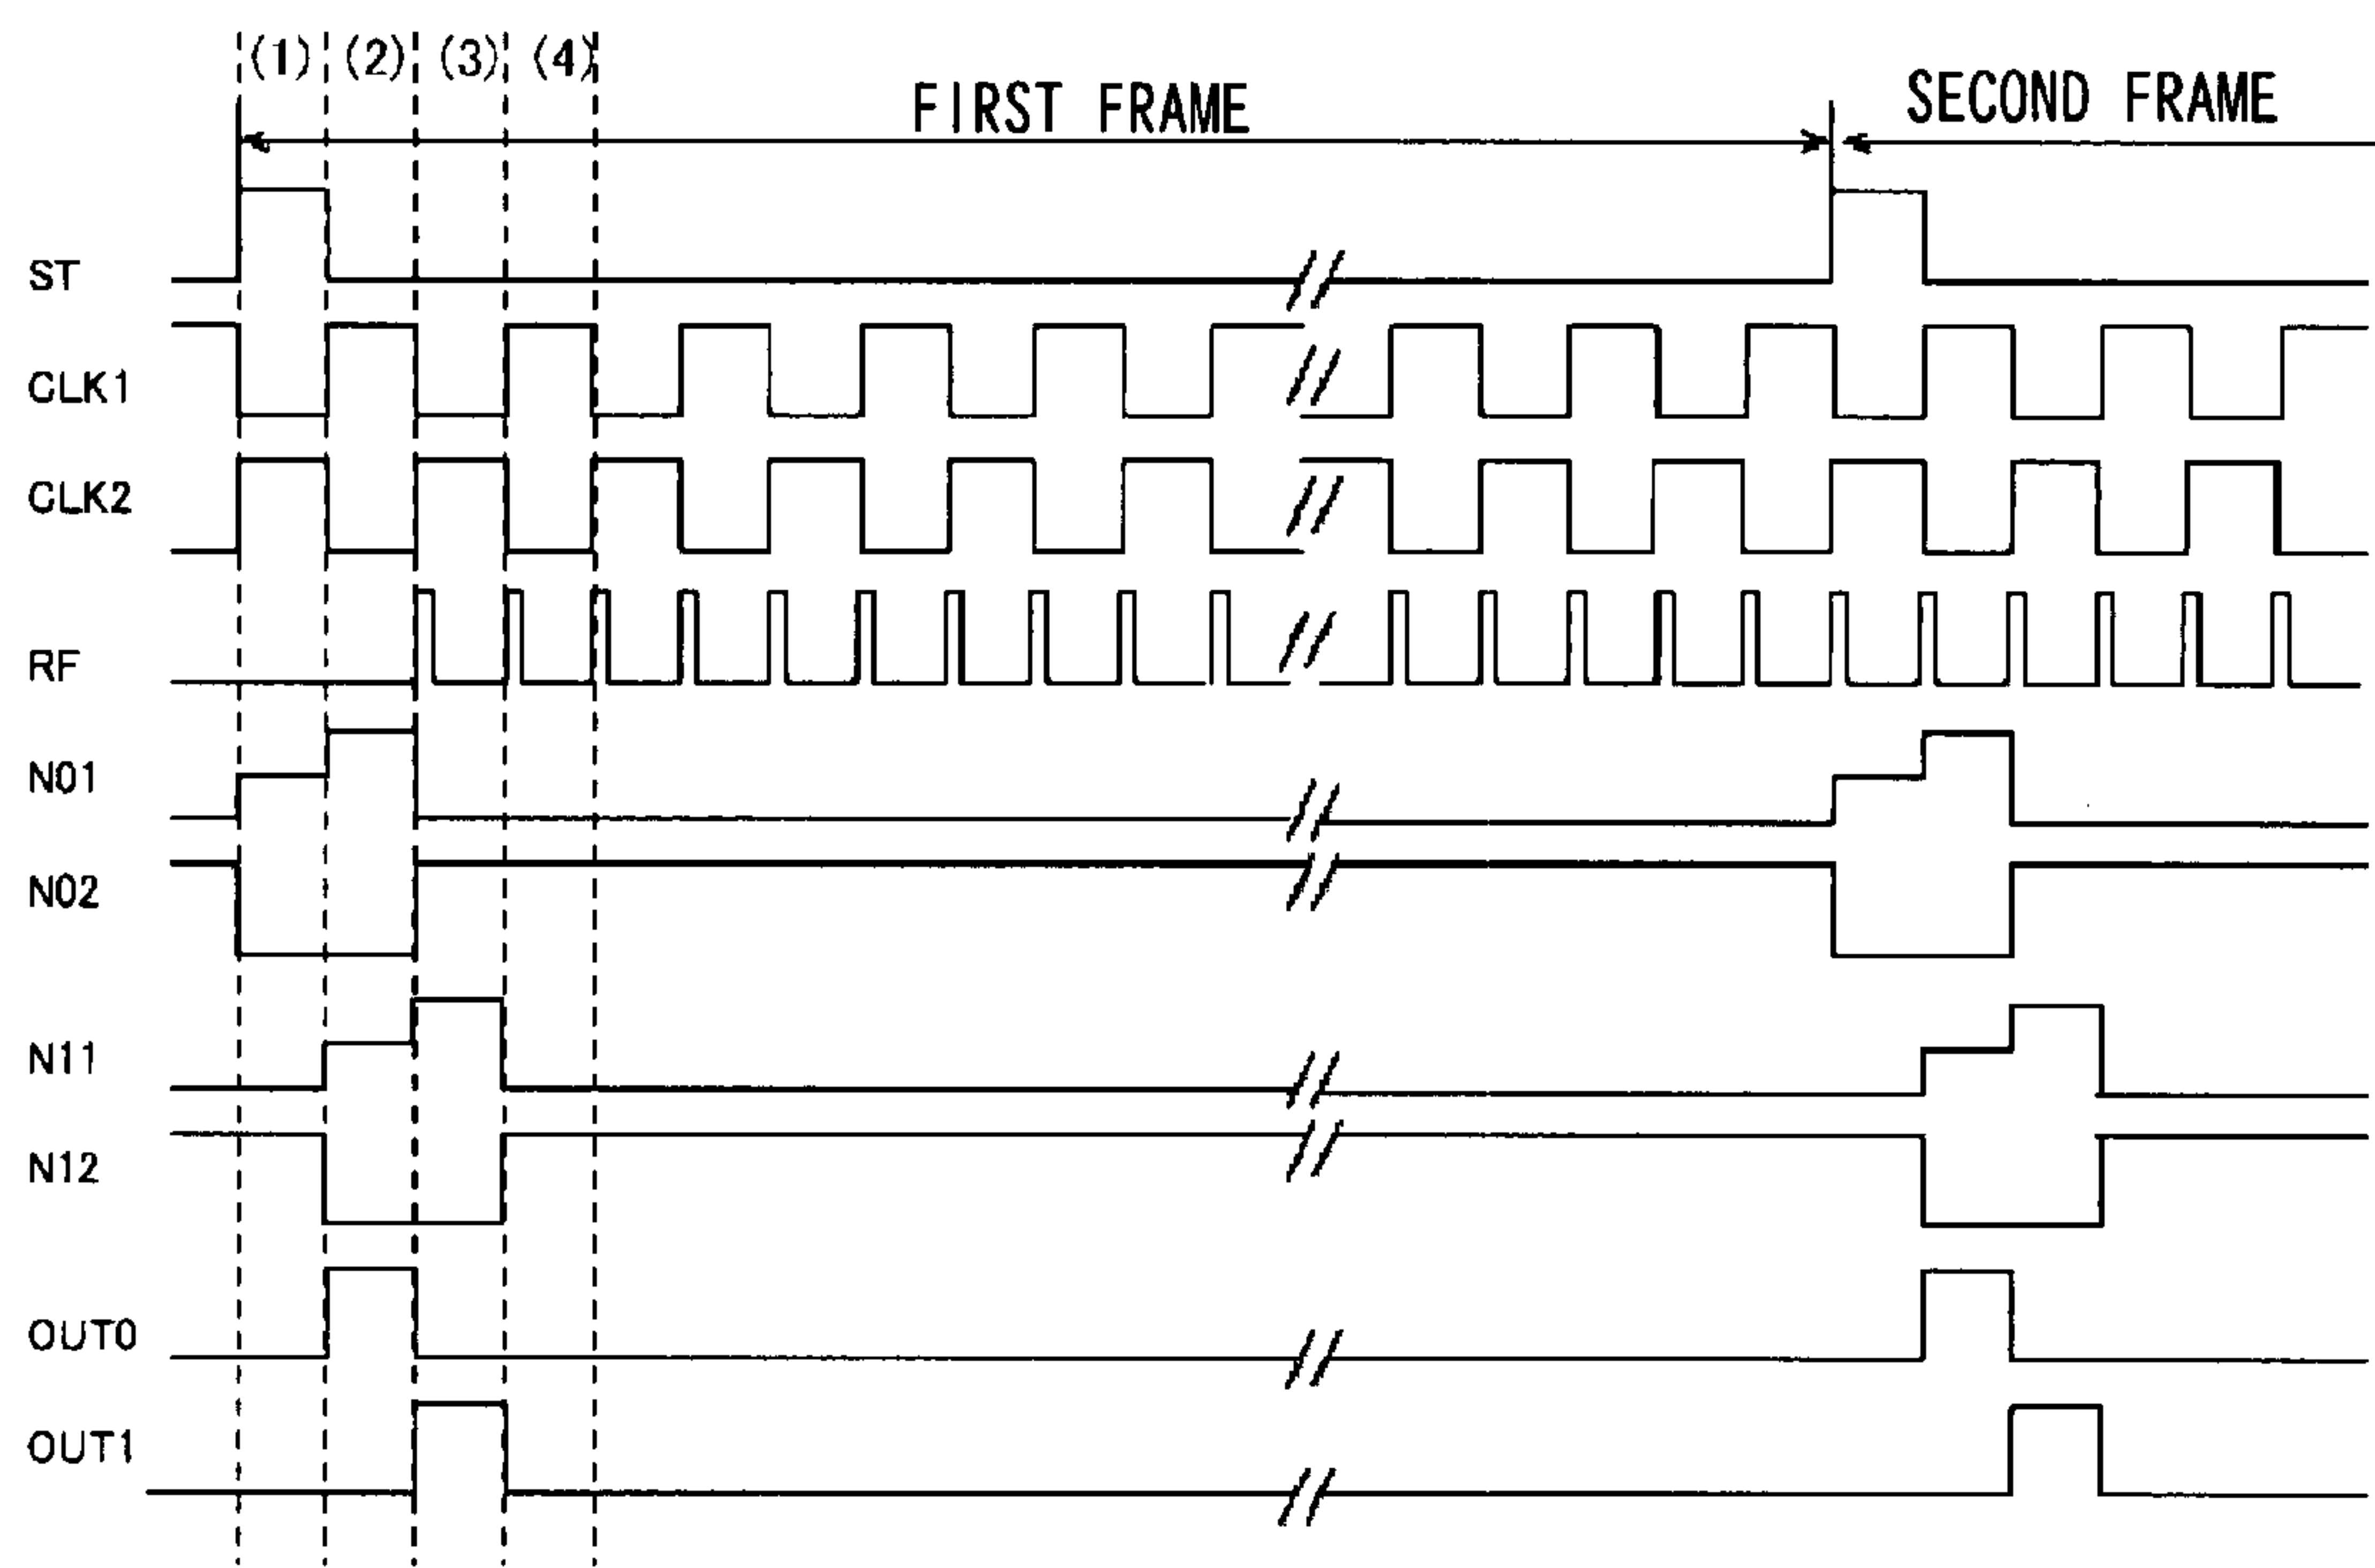 (1) (2) (3) (4)
FIRST FRAME
SECOND FRAME
ST
CLK1
CLK2
RF
N01
N02
N11
N12
OUT0
OUT1